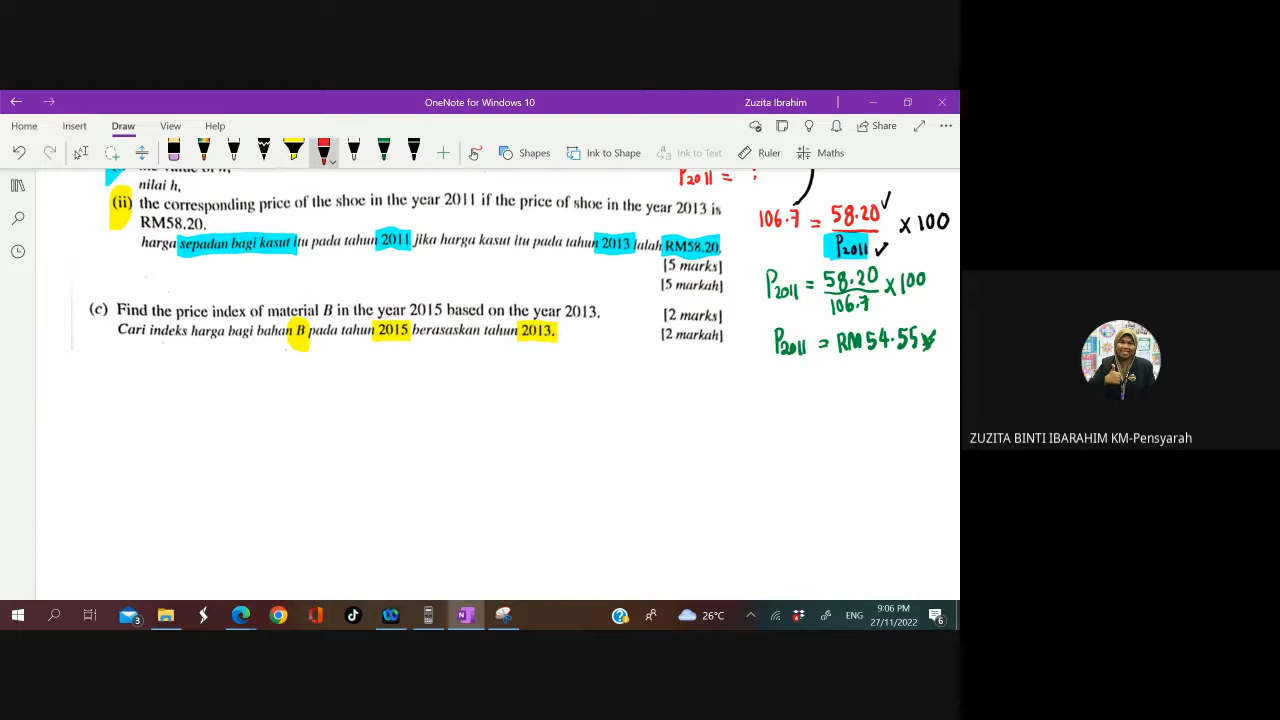 OneNote for Windows 10
Zuzita Ibrahim
Home Insert Draw View Help
Share
Shapes Ink to Shape Ink to Text Ruler Maths
nilai h,
(ii) the corresponding price of the shoe in the year 2011 if the price of shoe in the year 2013 is
RM58.20.
harga sepadan bagi kasut itu pada tahun 2011 jika harga kasut itu pada tahun 2013 ialah RM58.20.
[5 marks]
[5 markah]
(c) Find the price index of material B in the year 2015 based on the year 2013. [2 marks]
Cari indeks harga bagi bahan B pada tahun 2015 berasaskan tahun 2013. [2 markah]
P2011 = ?
106.7 = 58.20 / P2011 × 100
P2011 = 58.20 / 106.7 × 100
P2011 = RM54.55
ZUZITA BINTI IBARAHIM KM-Pensyarah
3
26°C
ENG
9:06 PM
27/11/2022
6